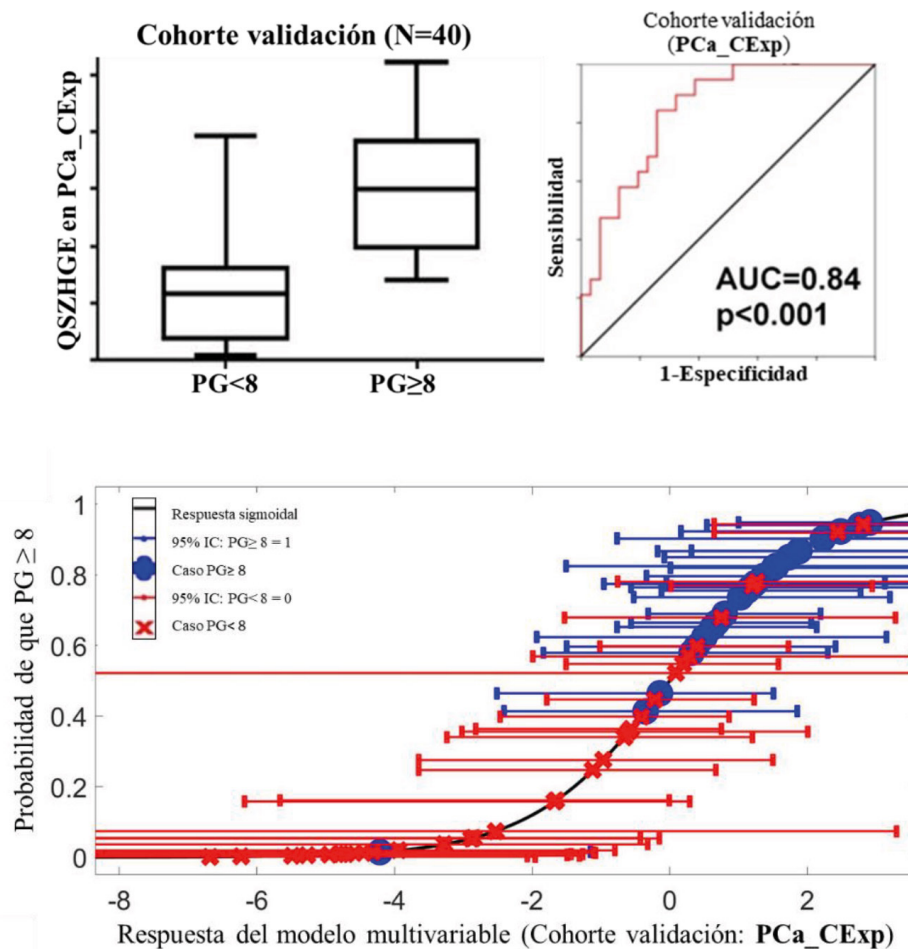 Cohorte validación (N=40)
QSZHGE en PCa_CExp
PG<8
PG≥8
Cohorte validación
(PCa_CExp)
Sensibilidad
AUC=0.84
p<0.001
1-Especificidad
Probabilidad de que PG ≥ 8
1
0.8
0.6
0.4
0.2
0
Respuesta sigmoidal
95% IC: PG≥ 8 = 1
Caso PG≥ 8
95% IC: PG< 8 = 0
Caso PG< 8
-8
-6
-4
-2
0
2
Respuesta del modelo multivariable (Cohorte validación: PCa_CExp)